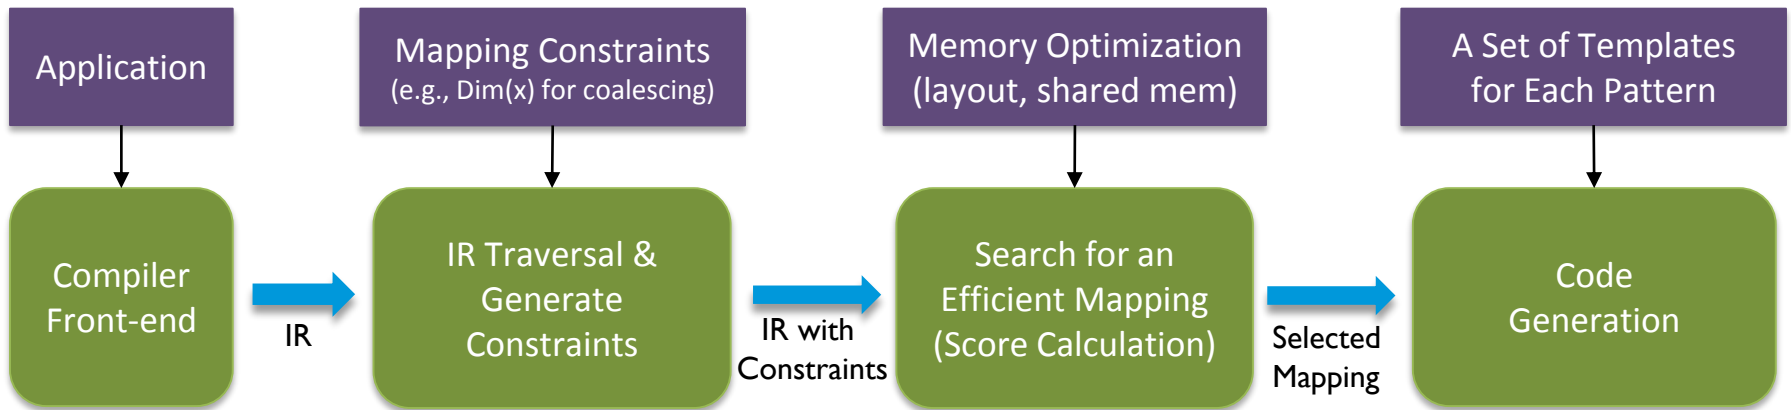 Application
Mapping Constraints
(e.g., Dim(x) for coalescing)
Memory Optimization
(layout, shared mem)
A Set of Templates
for Each Pattern
Compiler
Front-end
IR
IR Traversal &
Generate
Constraints
IR with
Constraints
Search for an
Efficient Mapping
(Score Calculation)
Selected
Mapping
Code
Generation